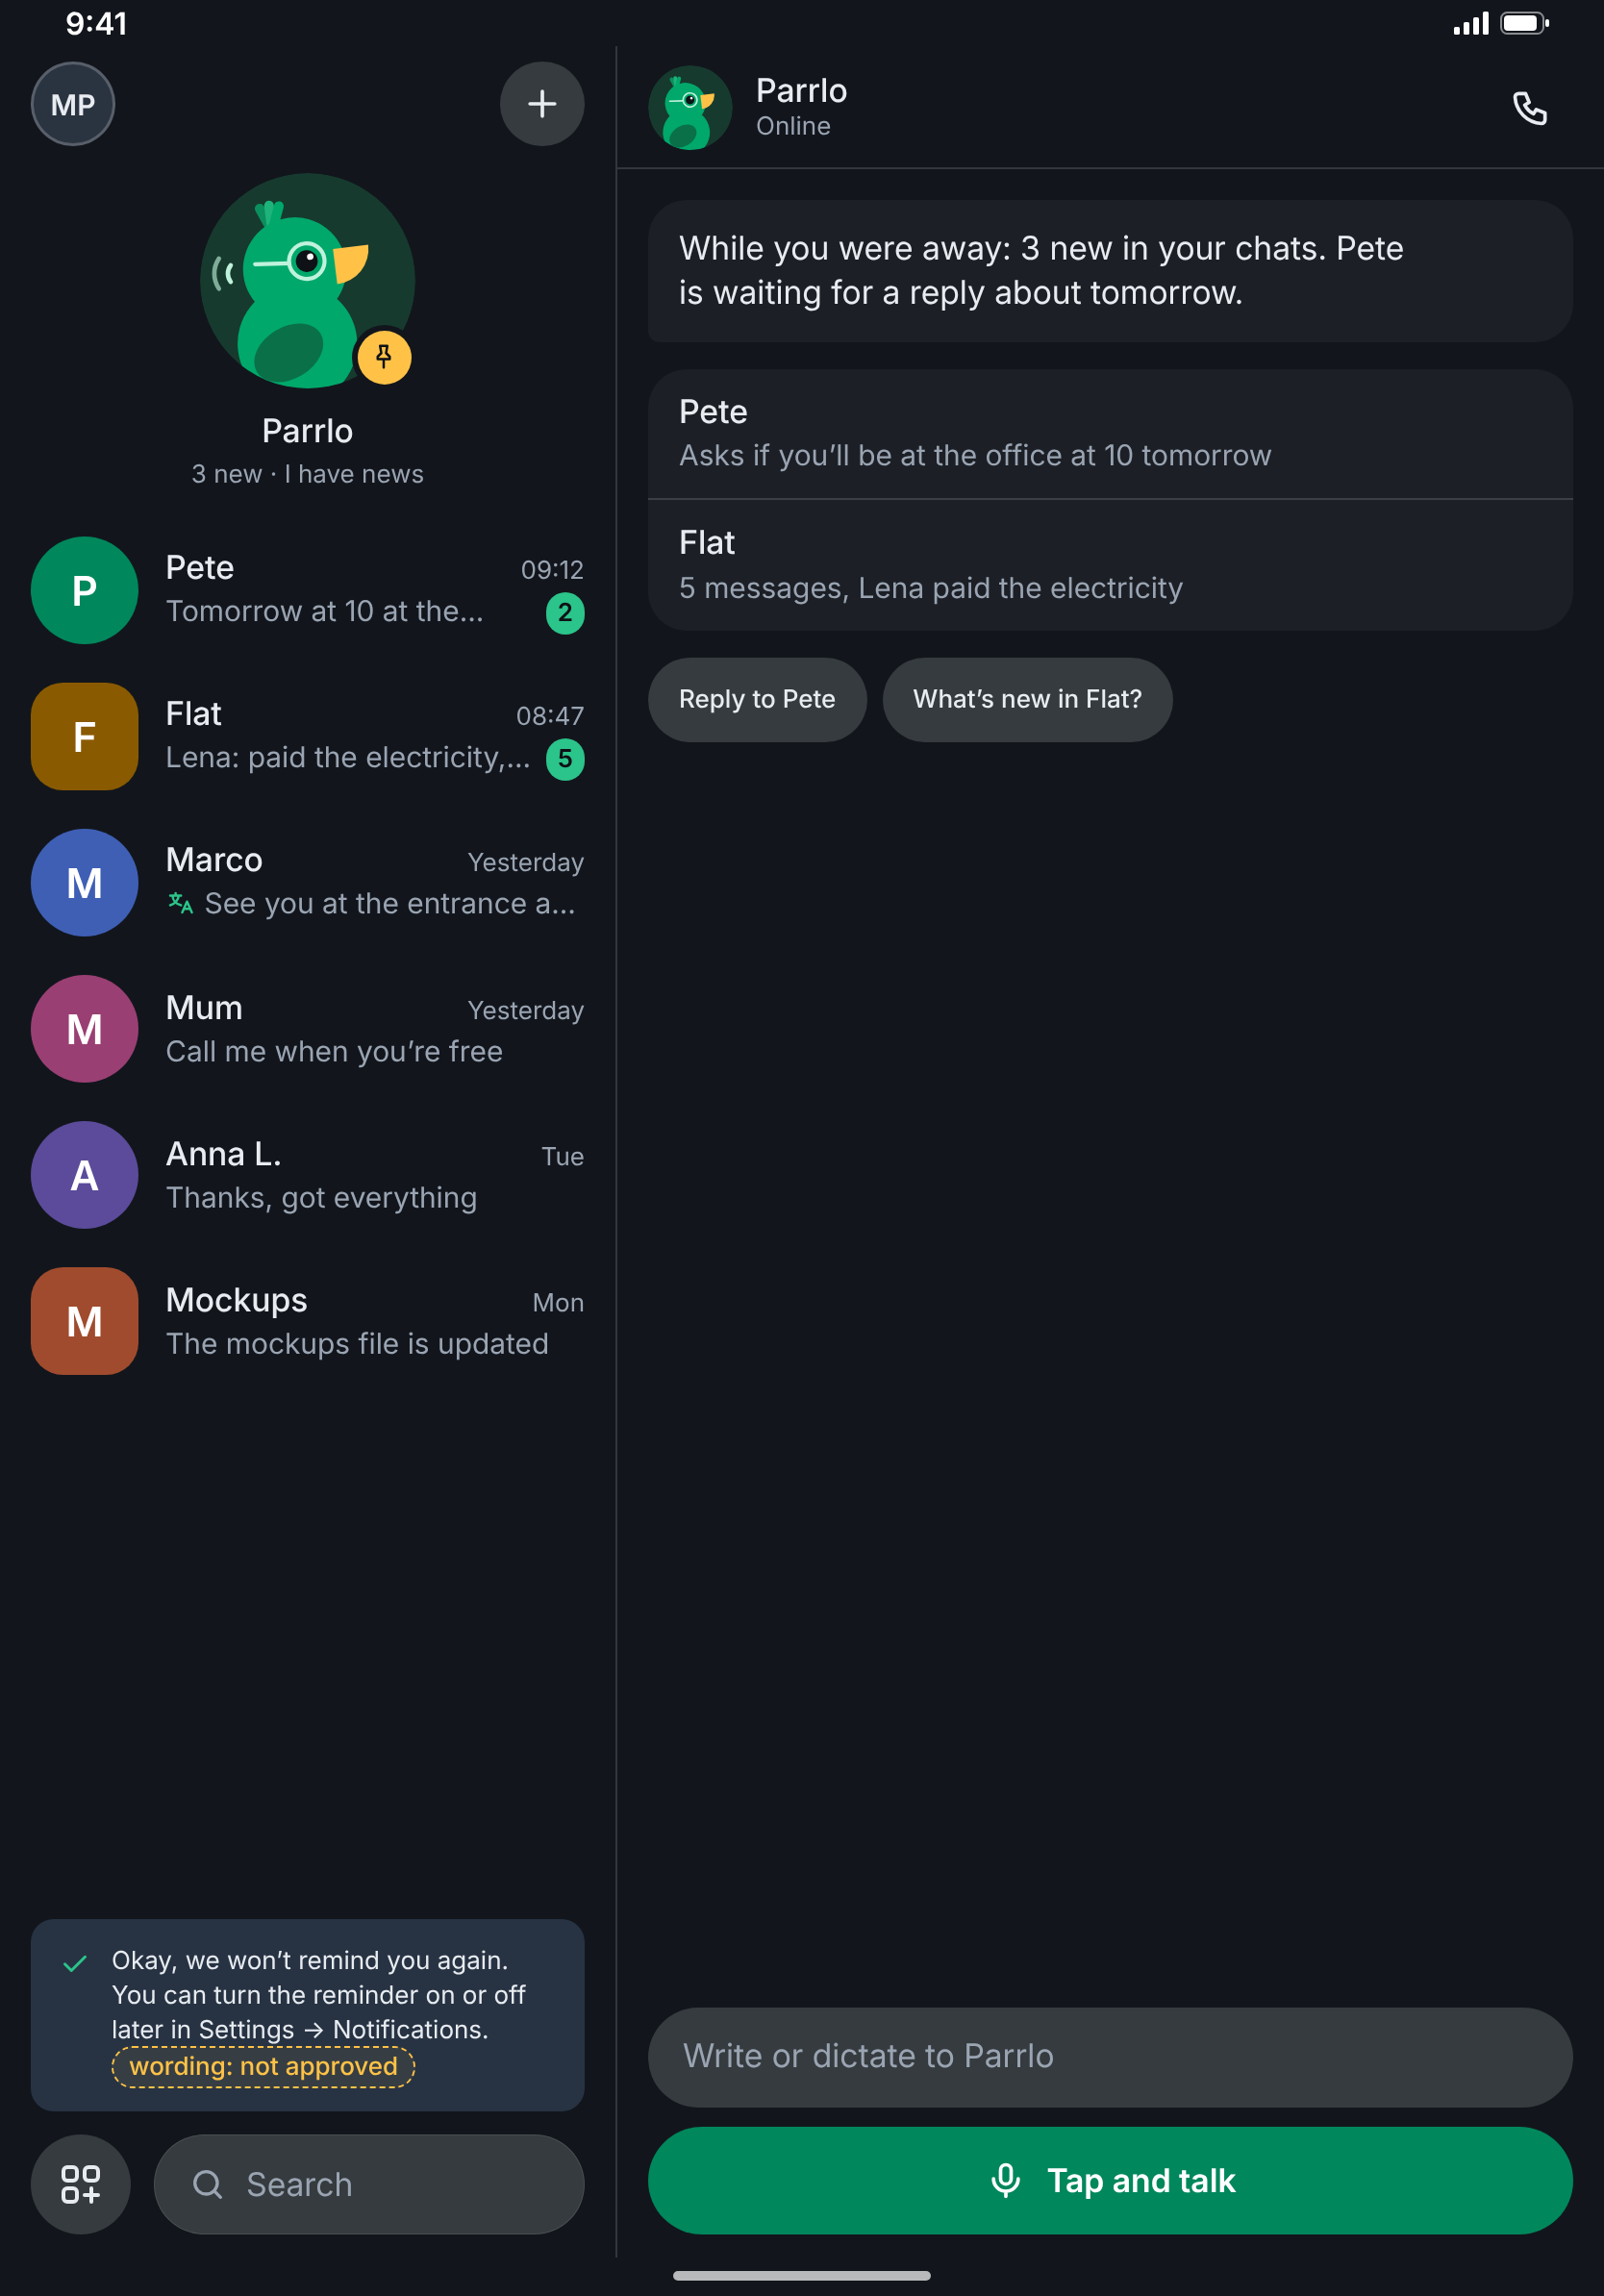 9:41
MP
Parrlo
3 new · I have news
P
Pete
09:12
Tomorrow at 10 at the...
2
F
Flat
08:47
Lena: paid the electricity,...
5
M
Marco
Yesterday
See you at the entrance a...
M
Mum
Yesterday
Call me when you’re free
A
Anna L.
Tue
Thanks, got everything
M
Mockups
Mon
The mockups file is updated
Okay, we won’t remind you again.
You can turn the reminder on or off
later in Settings → Notifications.
wording: not approved
Search
Parrlo
Online
While you were away: 3 new in your chats. Pete
is waiting for a reply about tomorrow.
Pete
Asks if you’ll be at the office at 10 tomorrow
Flat
5 messages, Lena paid the electricity
Reply to Pete
What’s new in Flat?
Write or dictate to Parrlo
Tap and talk